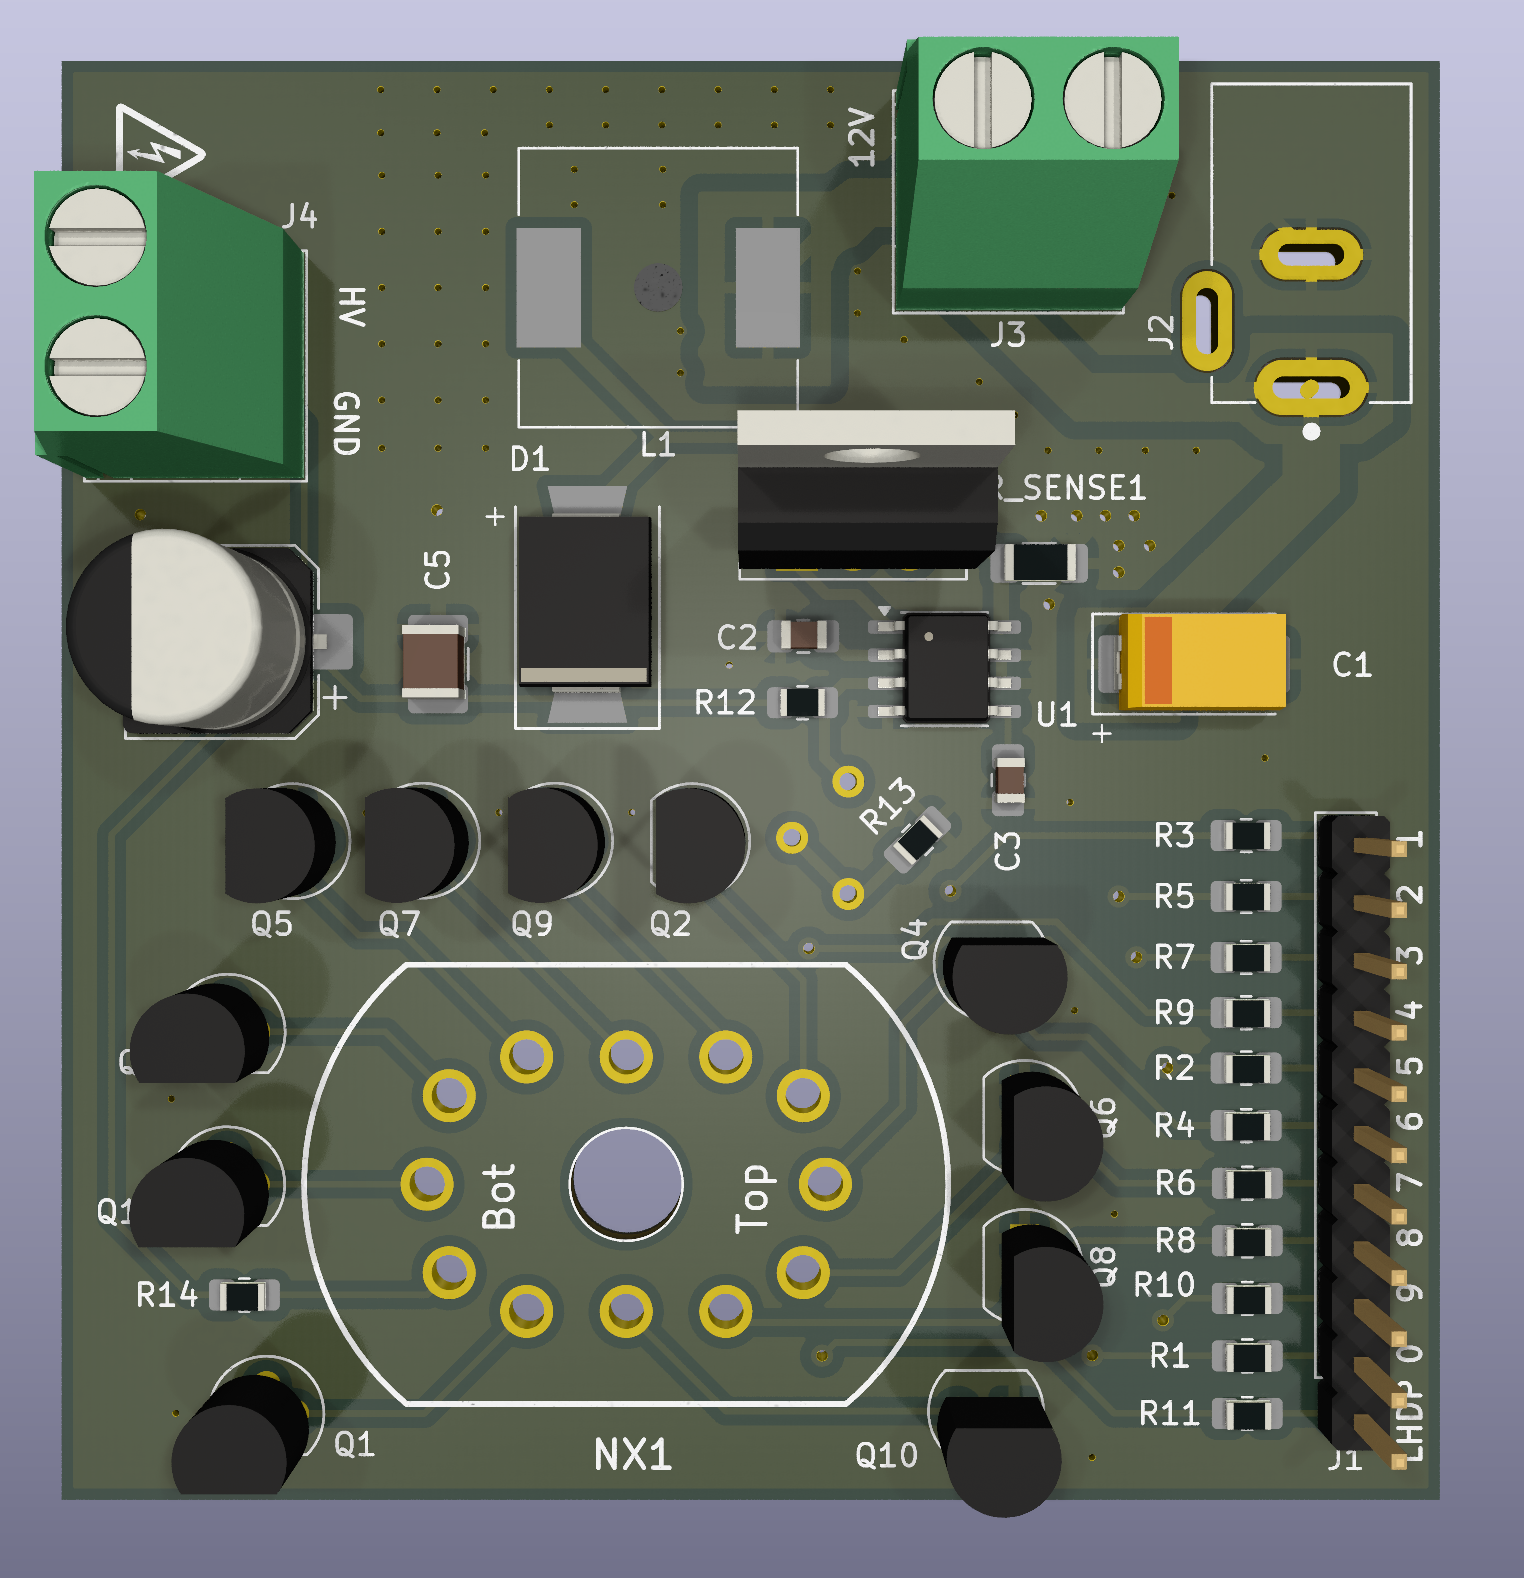 12V
J4
HV
GND
J3
J2
D1
L1
R_SENSE1
+
C5
C2
R12
U1
C1
+
+
R13
C3
R3
R5
R7
R9
R2
R4
R6
R8
R10
R1
R11
1
2
3
4
5
6
7
8
9
0
LHDP
J1
Q5
Q7
Q9
Q2
Q4
Q6
Q8
Bot
Top
R14
Q1
NX1
Q10